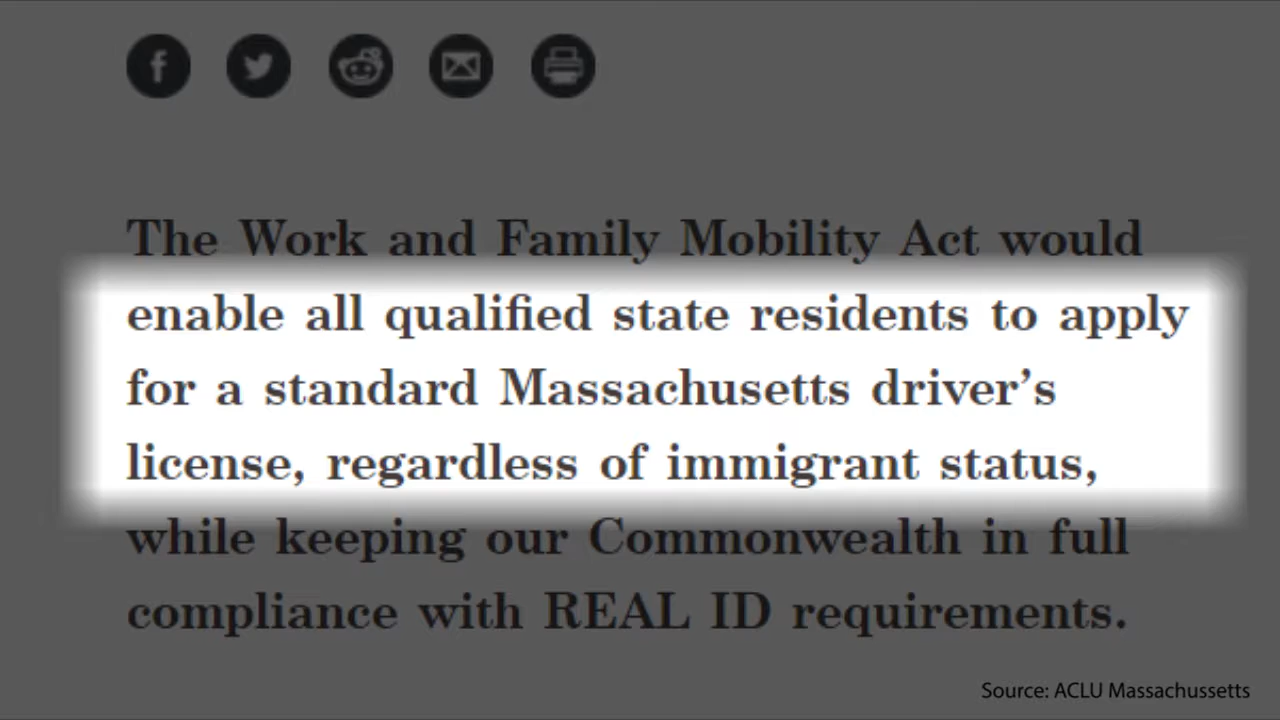 The Work and Family Mobility Act would
enable all qualified state residents to apply
for a standard Massachusetts driver’s
license, regardless of immigrant status,
while keeping our Commonwealth in full
compliance with REAL ID requirements.
Source: ACLU Massachussetts